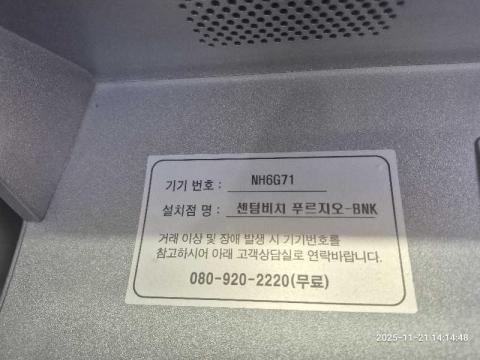 기기 번호 : NH6G71
설치점 명 : 센텀비치 푸르지오-BNK
거래 이상 및 장애 발생 시 기기번호를
참고하시어 아래 고객상담실로 연락바랍니다.
080-920-2220(무료)
2025-11-21 14:14:48